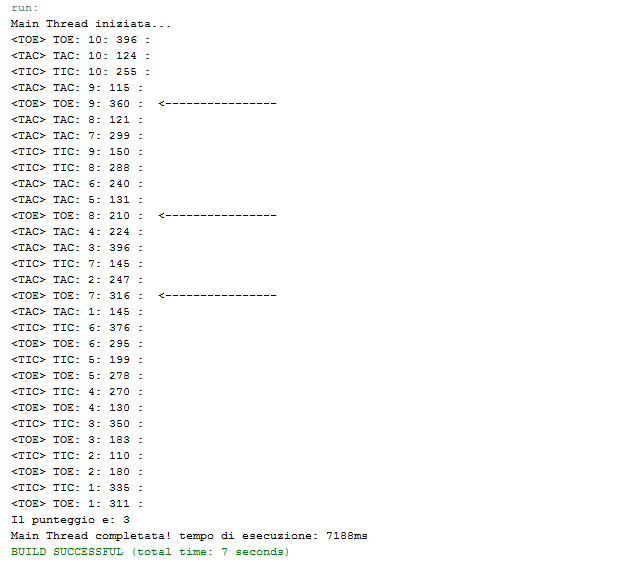 run:
Main Thread iniziata...
<TOE> TOE: 10: 396 :
<TAC> TAC: 10: 124 :
<TIC> TIC: 10: 255 :
<TAC> TAC: 9: 115 :
<TOE> TOE: 9: 360 :  <----------------
<TAC> TAC: 8: 121 :
<TAC> TAC: 7: 299 :
<TIC> TIC: 9: 150 :
<TIC> TIC: 8: 288 :
<TAC> TAC: 6: 240 :
<TAC> TAC: 5: 131 :
<TOE> TOE: 8: 210 :  <----------------
<TAC> TAC: 4: 224 :
<TAC> TAC: 3: 396 :
<TIC> TIC: 7: 145 :
<TAC> TAC: 2: 247 :
<TOE> TOE: 7: 316 :  <----------------
<TAC> TAC: 1: 145 :
<TIC> TIC: 6: 376 :
<TOE> TOE: 6: 295 :
<TIC> TIC: 5: 199 :
<TOE> TOE: 5: 278 :
<TIC> TIC: 4: 270 :
<TOE> TOE: 4: 130 :
<TIC> TIC: 3: 350 :
<TOE> TOE: 3: 183 :
<TIC> TIC: 2: 110 :
<TOE> TOE: 2: 180 :
<TIC> TIC: 1: 335 :
<TOE> TOE: 1: 311 :
Il punteggio e: 3
Main Thread completata! tempo di esecuzione: 7188ms
BUILD SUCCESSFUL (total time: 7 seconds)